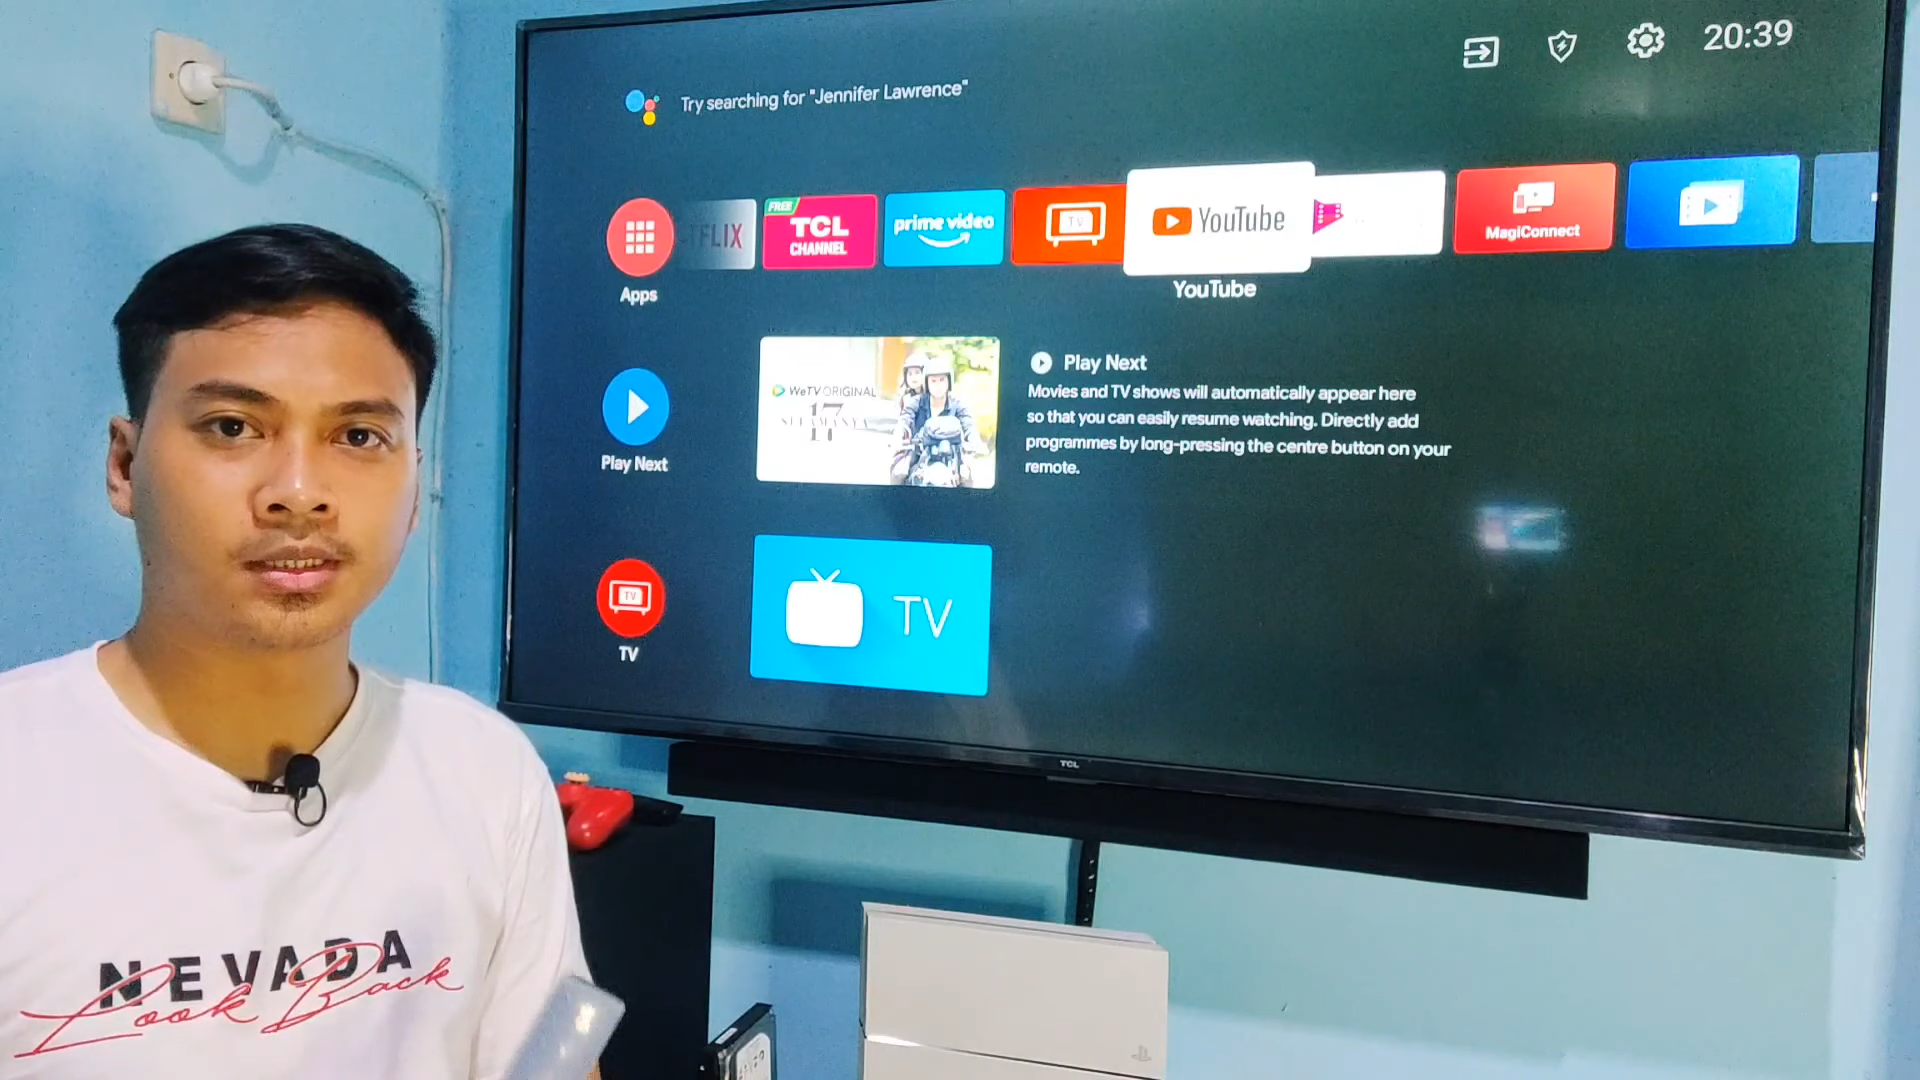 20:39
Try searching for "Jennifer Lawrence"
FLIX
FREE
TCL
CHANNEL
prime video
TV
YouTube
MagiConnect
Apps
YouTube
Play Next
WeTV ORIGINAL
17
SELAMANYA
Play Next
Movies and TV shows will automatically appear here
so that you can easily resume watching. Directly add
programmes by long-pressing the centre button on your
remote.
TV
TV
TV
TCL
NEVADA
Look Back